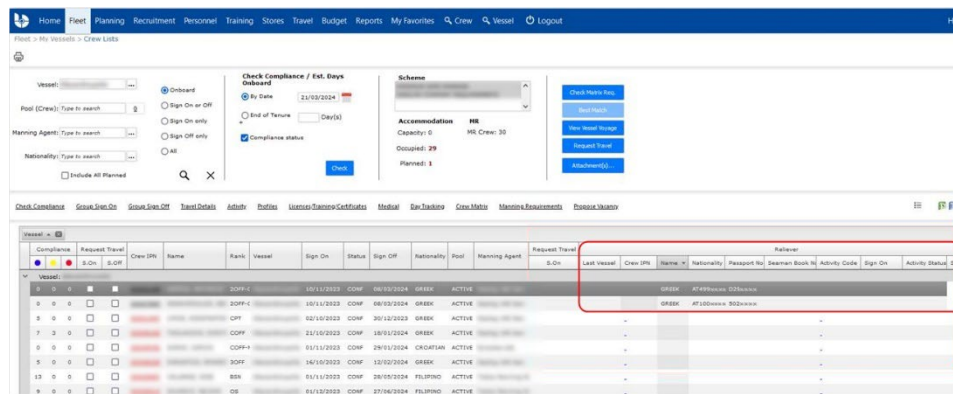 Home Fleet Planning Recruitment Personnel Training Stores Travel Budget Reports My Favorites Crew Vessel Logout
Fleet > My Vessels > Crew Lists
Vessel:
Pool (Crew): Type to search
Manning Agent: Type to search
Nationality: Type to search
Include All Planned
Onboard
Sign On or Off
Sign On only
Sign Off only
All
Check Compliance / Est. Days Onboard
By Date 21/03/2024
End of Tenure Day(s)
Compliance status
Check
Scheme
Accommodation MR
Capacity: 0 MR Crew: 30
Occupied: 29
Planned: 1
Check Matrix Req.
Best Match
View Vessel Voyage
Request Travel
Attachment(s)...
Check Compliance Group Sign On Group Sign Off Travel Details Activity Profiles Licenses/Training/Certificates Medical Day Tracking Crew Matrix Manning Requirements Propose Vacancy
Vessel
Compliance Request Travel Crew IPN Name Rank Vessel Sign On Status Sign Off Nationality Pool Manning Agent Request Travel Reliever
S.On S.Off S.On Last Vessel Crew IPN Name Nationality Passport No Seaman Book N Activity Code Sign On Activity Status
Vessel:
0 0 0 2OFF-C 10/11/2023 CONF 08/03/2024 GREEK ACTIVE GREEK AT499xxxx
0 0 0 2OFF-C 10/11/2023 CONF 08/03/2024 GREEK ACTIVE GREEK AT100xxxx 502xxxx
5 0 0 CPT 02/10/2023 CONF 30/12/2023 GREEK ACTIVE
7 3 0 COFF 21/10/2023 CONF 18/01/2024 GREEK ACTIVE
0 0 0 COFF-I 01/11/2023 CONF 29/01/2024 CROATIAN ACTIVE
5 0 0 3OFF 16/10/2023 CONF 12/02/2024 GREEK ACTIVE
13 0 0 BSN 01/11/2023 CONF 28/05/2024 FILIPINO ACTIVE
9 0 0 OS 01/12/2023 CONF 27/06/2024 FILIPINO ACTIVE